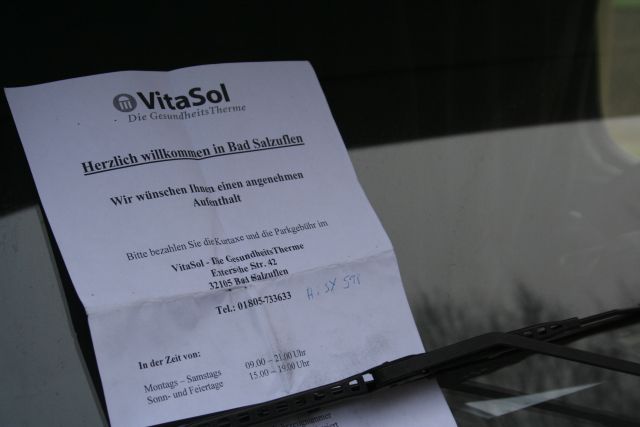 VitaSol
Die GesundheitsTherme
Herzlich willkommen in Bad Salzuflen
Wir wünschen Ihnen einen angenehmen
Aufenthalt
Bitte bezahlen Sie die Kurtaxe und die Parkgebühr im
VitaSol - Die GesundheitsTherme
Extersche Str. 42
32105 Bad Salzuflen
Tel.: 01805-733633
In der Zeit von:
Montags – Samstags 09.00 – 21.00 Uhr
Sonn- und Feiertage 15.00 – 19.00 Uhr